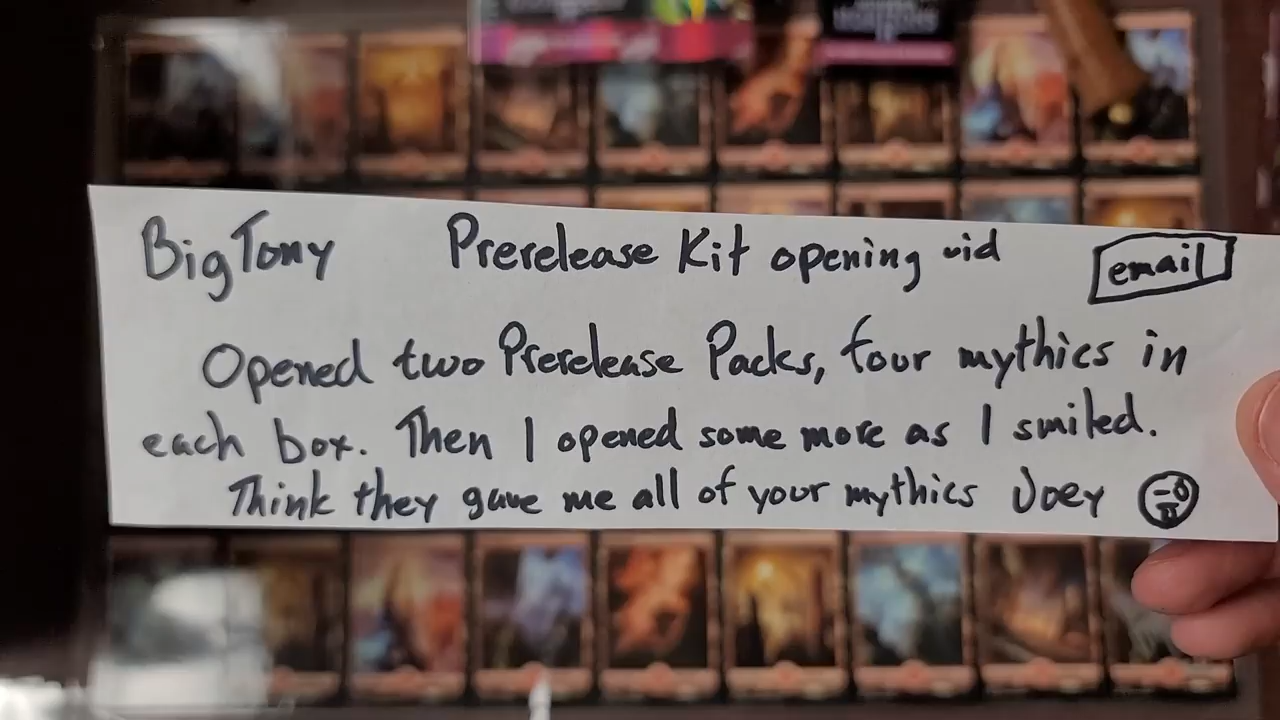 BigTony Prerelease Kit opening vid email
Opened two Prerelease Packs, four mythics in
each box. Then I opened some more as I smiled.
Think they gave me all of your mythics Joey